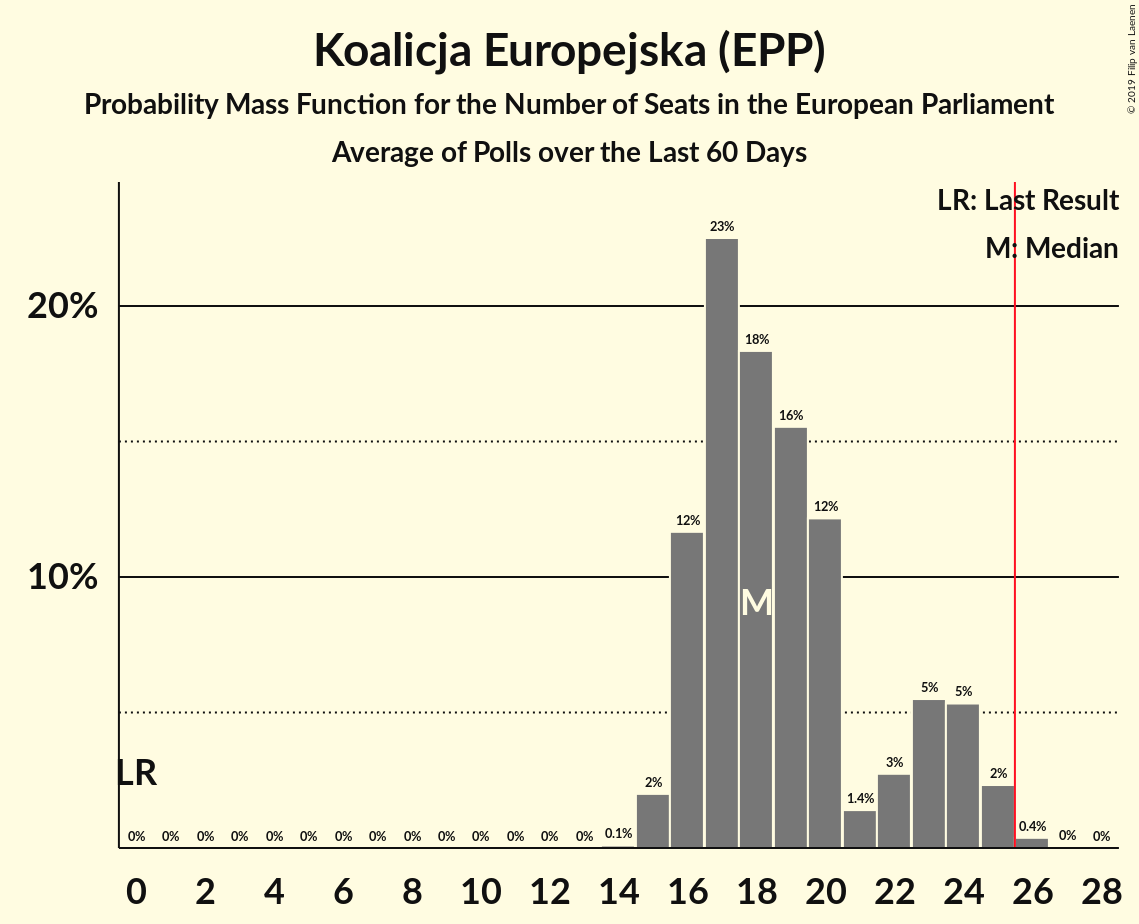 Koalicja Europejska (EPP)
Probability Mass Function for the Number of Seats in the European Parliament
Average of Polls over the Last 60 Days
© 2019 Filip van Laenen
LR: Last Result
M: Median
20%
10%
23%
18%
16%
12%
12%
M
5%
5%
3%
2%
2%
1.4%
0.4%
0.1%
LR
0% 0% 0% 0% 0% 0% 0% 0% 0% 0% 0% 0% 0% 0% 0% 0%
0 2 4 6 8 10 12 14 16 18 20 22 24 26 28